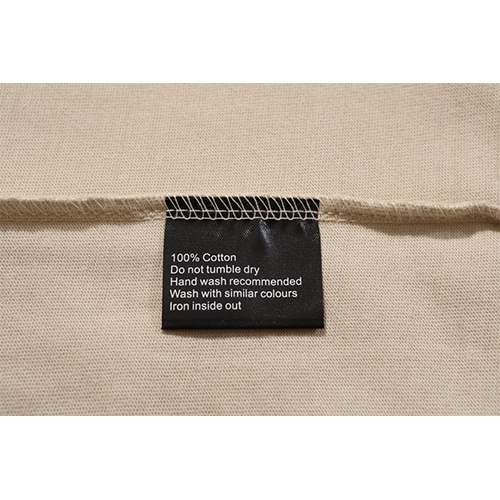 100% Cotton
Do not tumble dry
Hand wash recommended
Wash with similar colours
Iron inside out